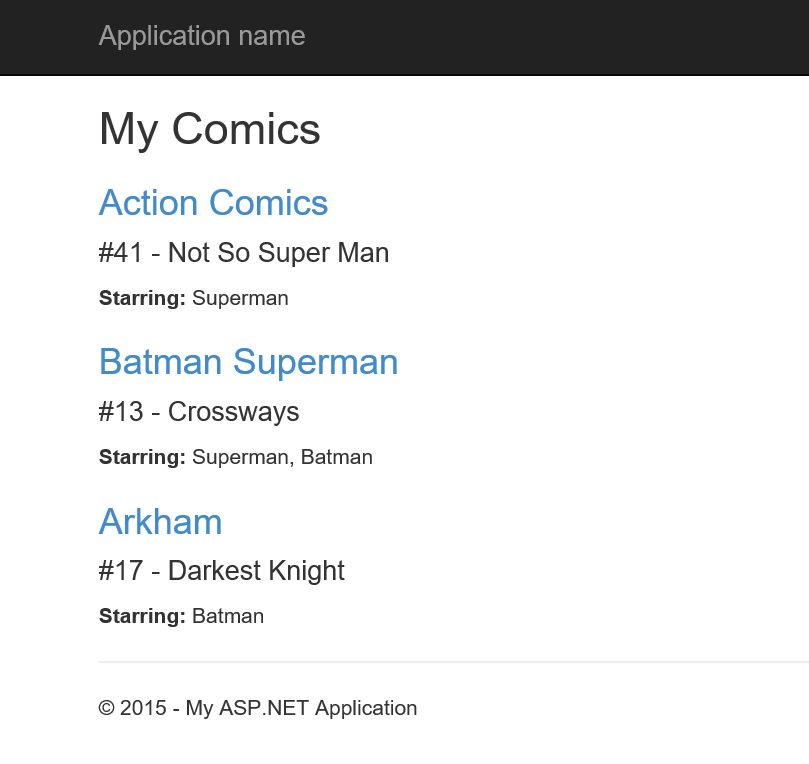 Application name
My Comics
Action Comics
#41 - Not So Super Man
Starring: Superman
Batman Superman
#13 - Crossways
Starring: Superman, Batman
Arkham
#17 - Darkest Knight
Starring: Batman
© 2015 - My ASP.NET Application